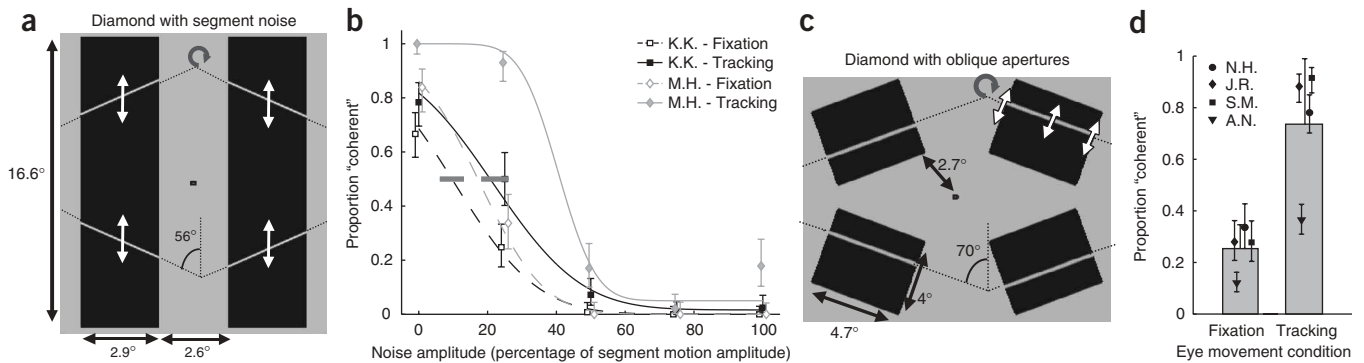 a
Diamond with segment noise
16.6°
56°
2.9°
2.6°
b
Proportion “coherent”
1
0.8
0.6
0.4
0.2
0
0
20
40
60
80
100
Noise amplitude (percentage of segment motion amplitude)
K.K. - Fixation
K.K. - Tracking
M.H. - Fixation
M.H. - Tracking
c
Diamond with oblique apertures
2.7°
70°
4°
4.7°
d
Proportion “coherent”
1
0.8
0.6
0.4
0.2
0
N.H.
J.R.
S.M.
A.N.
Fixation
Tracking
Eye movement condition